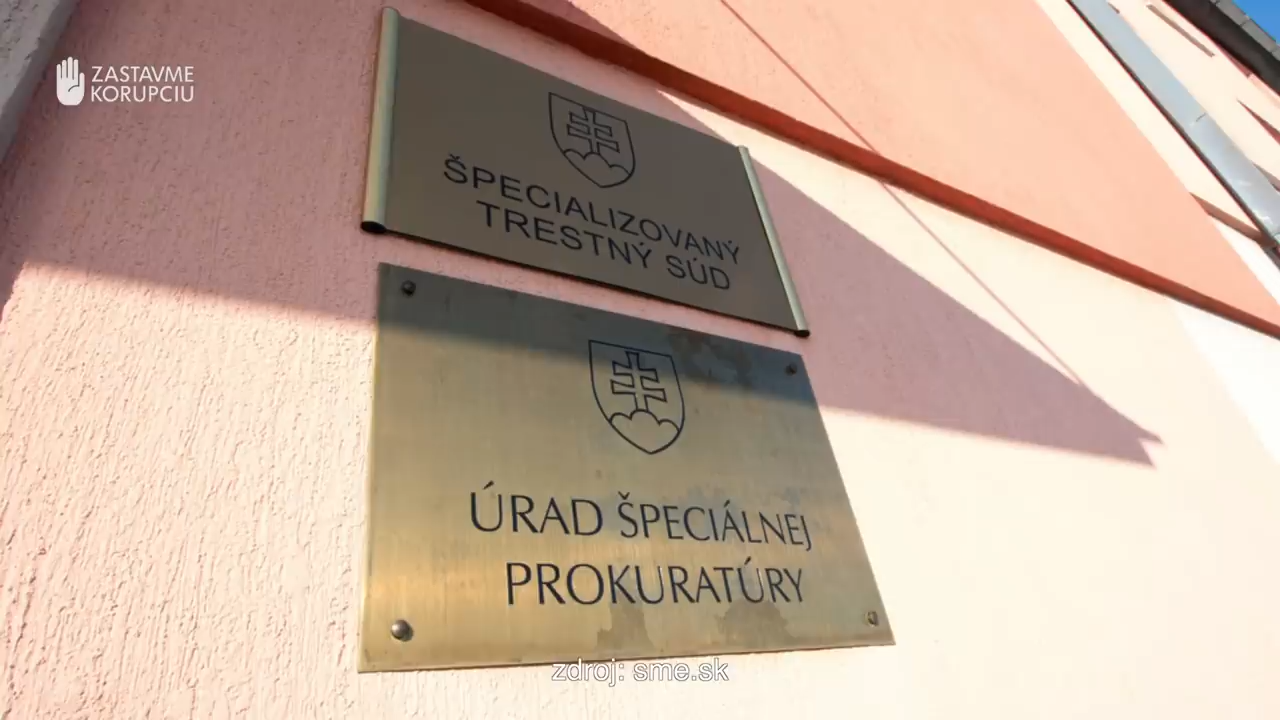 ZASTAVME
KORUPCIU
ŠPECIALIZOVANÝ
TRESTNÝ SÚD
ÚRAD ŠPECIÁLNEJ
PROKURATÚRY
zdroj: sme.sk